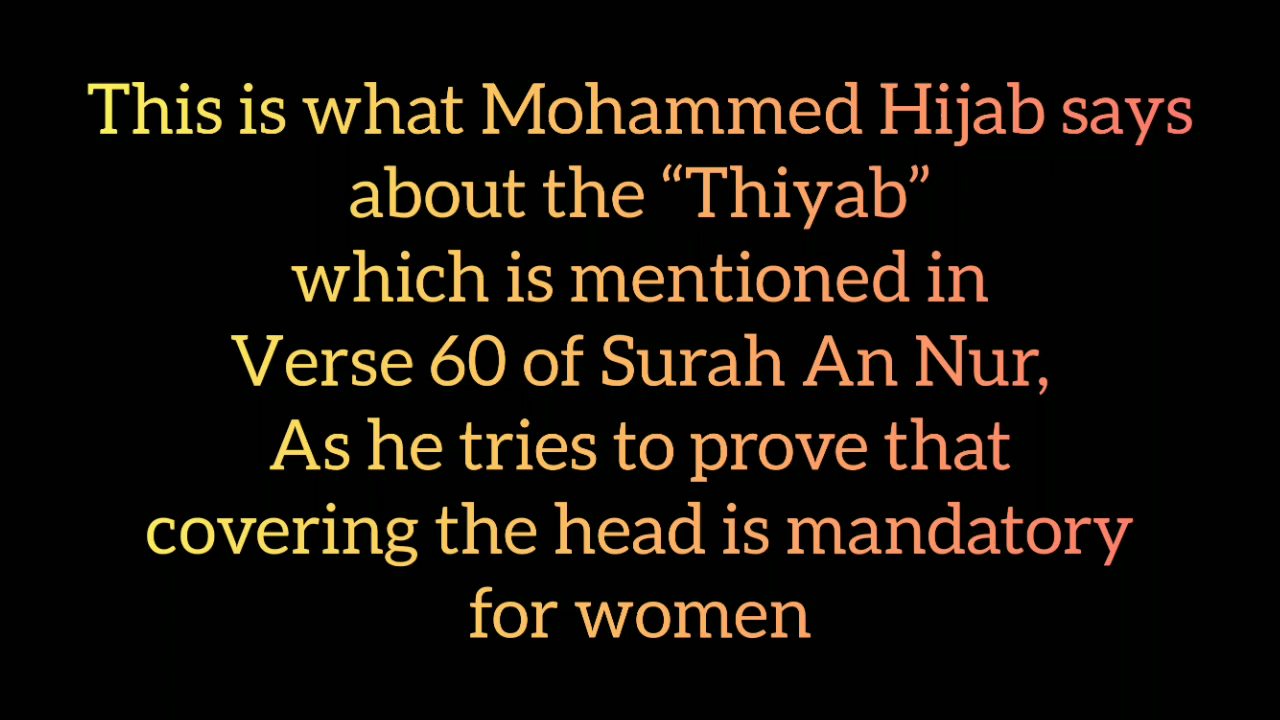 This is what Mohammed Hijab says
about the “Thiyab”
which is mentioned in
Verse 60 of Surah An Nur,
As he tries to prove that
covering the head is mandatory
for women